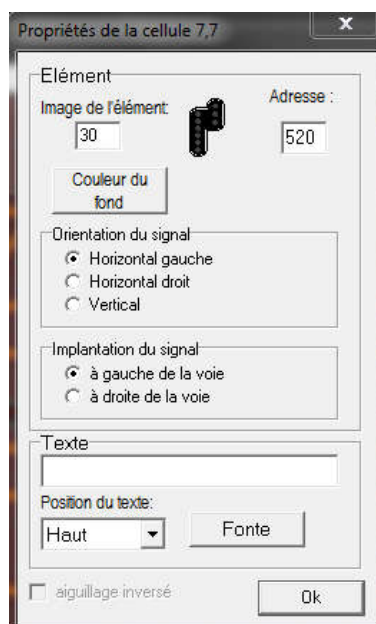 Propriétés de la cellule 7,7
x
Elément
Image de l'élément:
Adresse :
30
520
Couleur du
fond
Orientation du signal
Horizontal gauche
Horizontal droit
Vertical
Implantation du signal
à gauche de la voie
à droite de la voie
Texte
Position du texte:
Haut
Fonte
aiguillage inversé
Ok